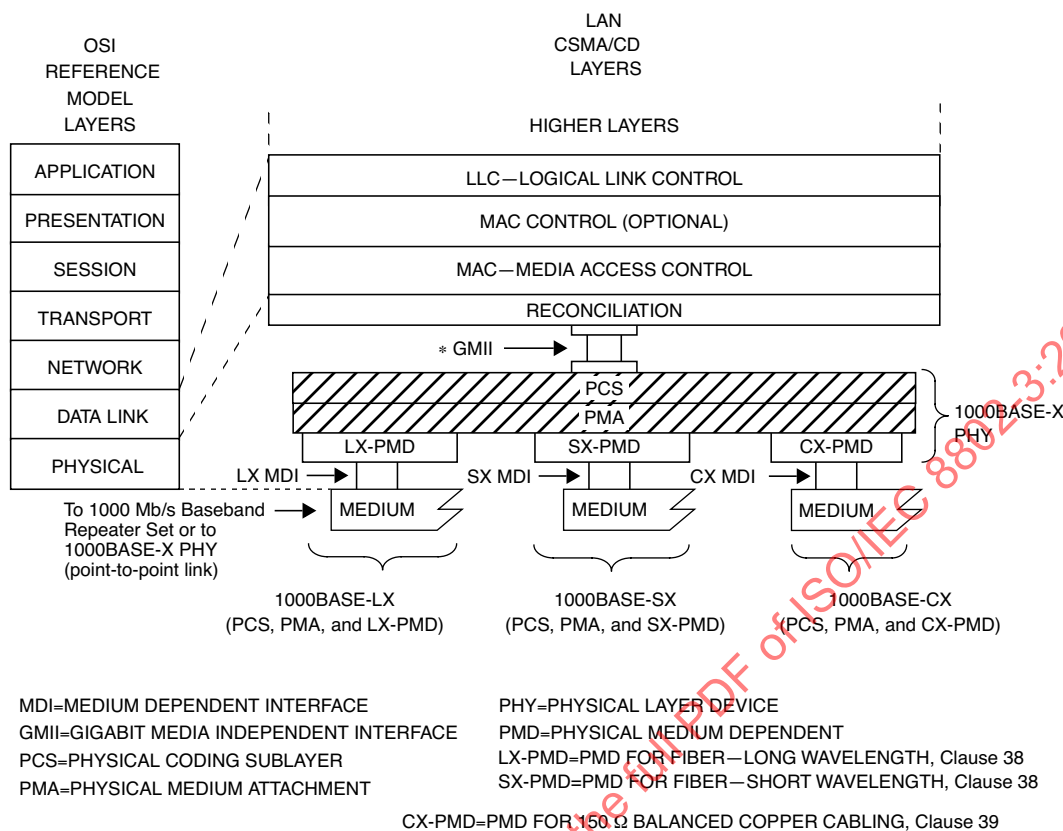 LAN
CSMA/CD
LAYERS
OSI
REFERENCE
MODEL
LAYERS
HIGHER LAYERS
APPLICATION
PRESENTATION
SESSION
TRANSPORT
NETWORK
DATA LINK
PHYSICAL
LLC—LOGICAL LINK CONTROL
MAC CONTROL (OPTIONAL)
MAC—MEDIA ACCESS CONTROL
RECONCILIATION
* GMII
PCS
PMA
1000BASE-X
PHY
LX-PMD
SX-PMD
CX-PMD
LX MDI
SX MDI
CX MDI
MEDIUM
MEDIUM
MEDIUM
To 1000 Mb/s Baseband
Repeater Set or to
1000BASE-X PHY
(point-to-point link)
1000BASE-LX
(PCS, PMA, and LX-PMD)
1000BASE-SX
(PCS, PMA, and SX-PMD)
1000BASE-CX
(PCS, PMA, and CX-PMD)
MDI=MEDIUM DEPENDENT INTERFACE
GMII=GIGABIT MEDIA INDEPENDENT INTERFACE
PCS=PHYSICAL CODING SUBLAYER
PMA=PHYSICAL MEDIUM ATTACHMENT
PHY=PHYSICAL LAYER DEVICE
PMD=PHYSICAL MEDIUM DEPENDENT
LX-PMD=PMD FOR FIBER—LONG WAVELENGTH, Clause 38
SX-PMD=PMD FOR FIBER—SHORT WAVELENGTH, Clause 38
CX-PMD=PMD FOR 150 Ω BALANCED COPPER CABLING, Clause 39
the full PDF of ISO/IEC 8802-3:2